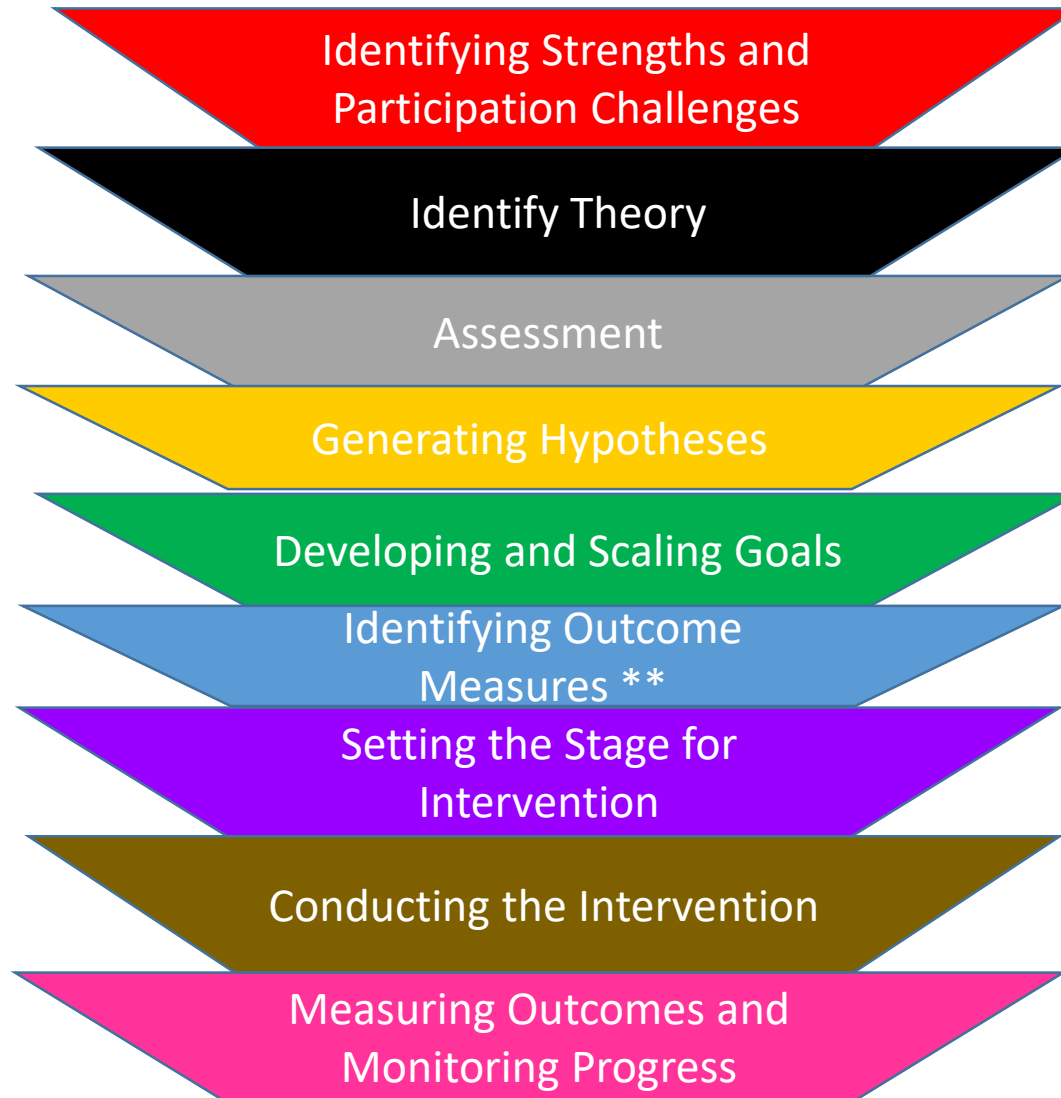 Identifying Strengths and
Participation Challenges
Identify Theory
Assessment
Generating Hypotheses
Developing and Scaling Goals
Identifying Outcome
Measures **
Setting the Stage for
Intervention
Conducting the Intervention
Measuring Outcomes and
Monitoring Progress